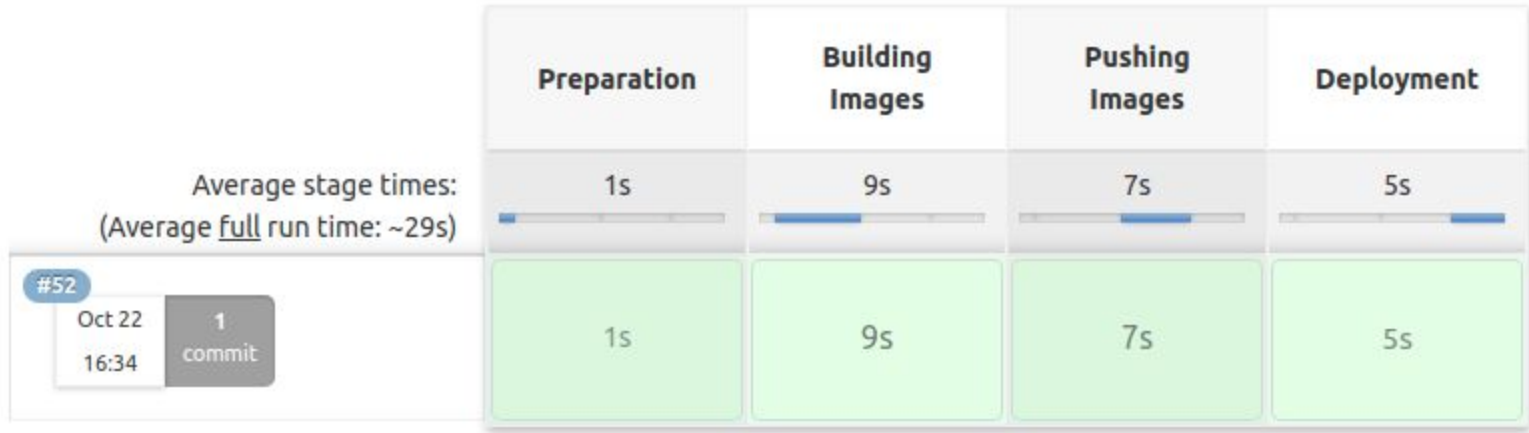 Preparation
Building
Images
Pushing
Images
Deployment
Average stage times:
(Average full run time: ~29s)
1s
9s
7s
5s
#52
Oct 22
16:34
1
commit
1s
9s
7s
5s